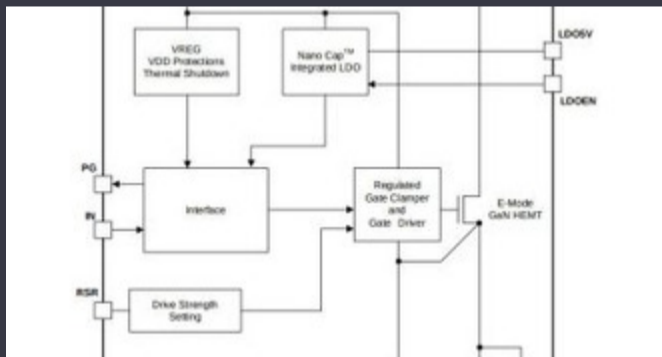 VREG
VDD Protections
Thermal Shutdown
Nano Cap™
Integrated LDO
LDO5V
LDOEN
PG
IN
Interface
Regulated
Gate Clamper
and
Gate Driver
E-Mode
GaN HEMT
RSR
Drive Strength
Setting